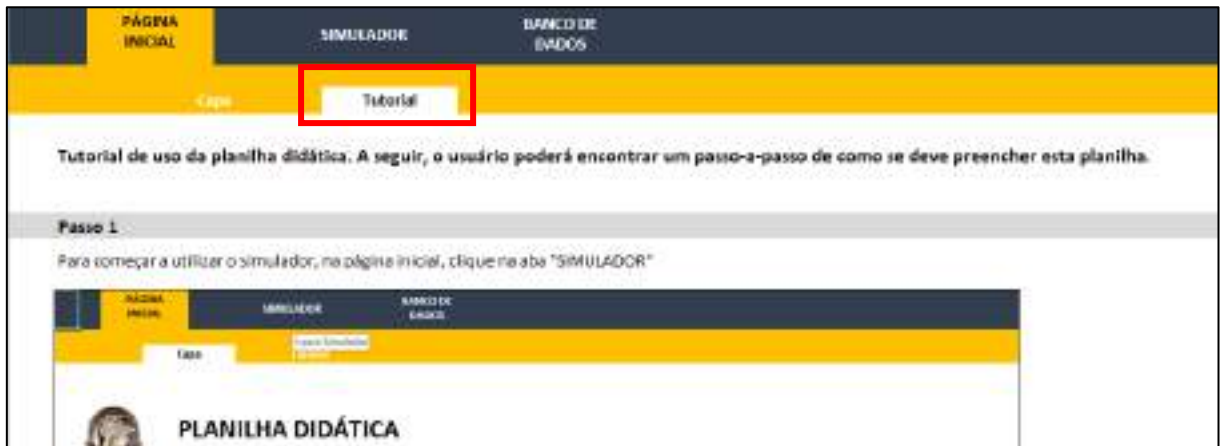 PÁGINA
INICIAL
SIMULADOR
BANCO DE
DADOS
Capa
Tutorial
Tutorial de uso da planilha didática. A seguir, o usuário poderá encontrar um passo-a-passo de como se deve preencher esta planilha.
Passo 1
Para começar a utilizar o simulador, na página inicial, clique na aba "SIMULADOR"
PÁGINA
INICIAL
SIMULADOR
BANCO DE
DADOS
Capa
PLANILHA DIDÁTICA